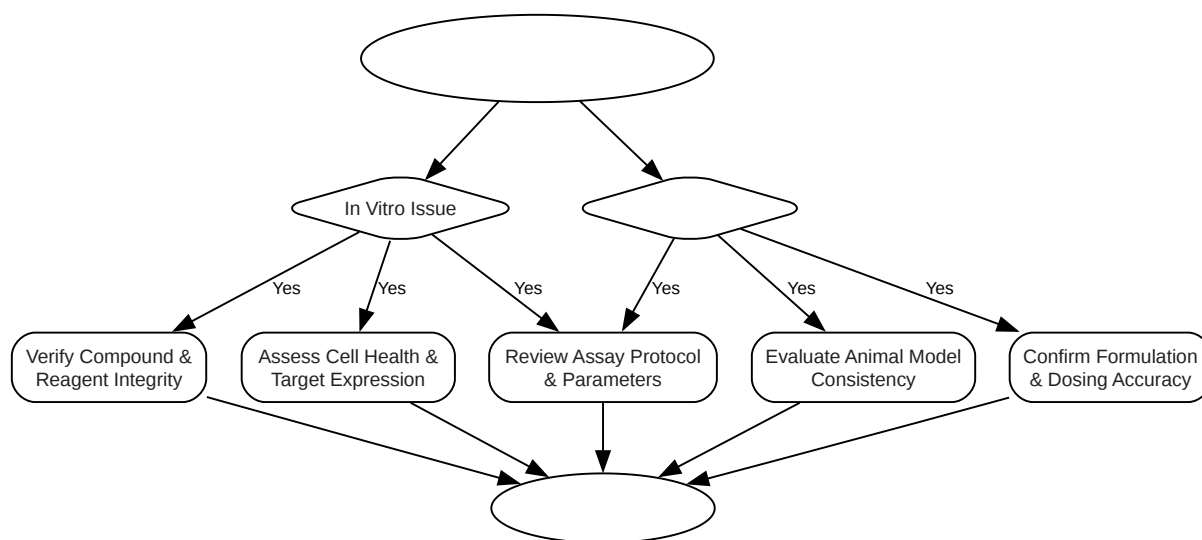 In Vitro Issue
Yes
Yes
Yes
Yes
Yes
Yes
Verify Compound &
Reagent Integrity
Assess Cell Health &
Target Expression
Review Assay Protocol
& Parameters
Evaluate Animal Model
Consistency
Confirm Formulation
& Dosing Accuracy